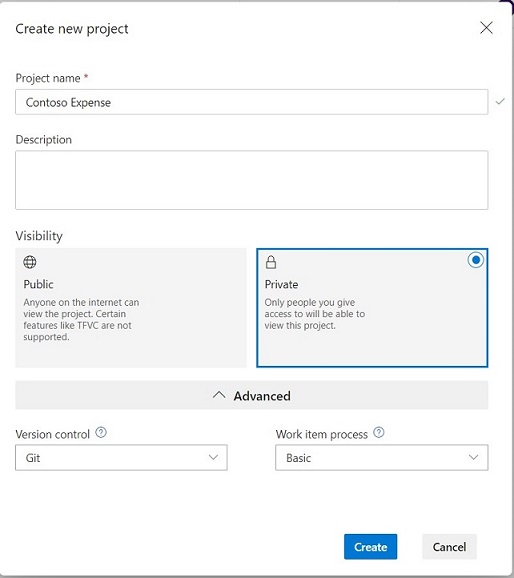 Create new project
Project name *
Contoso Expense
Description
Visibility
Public
Anyone on the internet can
view the project. Certain
features like TFVC are not
supported.
Private
Only people you give
access to will be able to
view this project.
Advanced
Version control
Git
Work item process
Basic
Create
Cancel